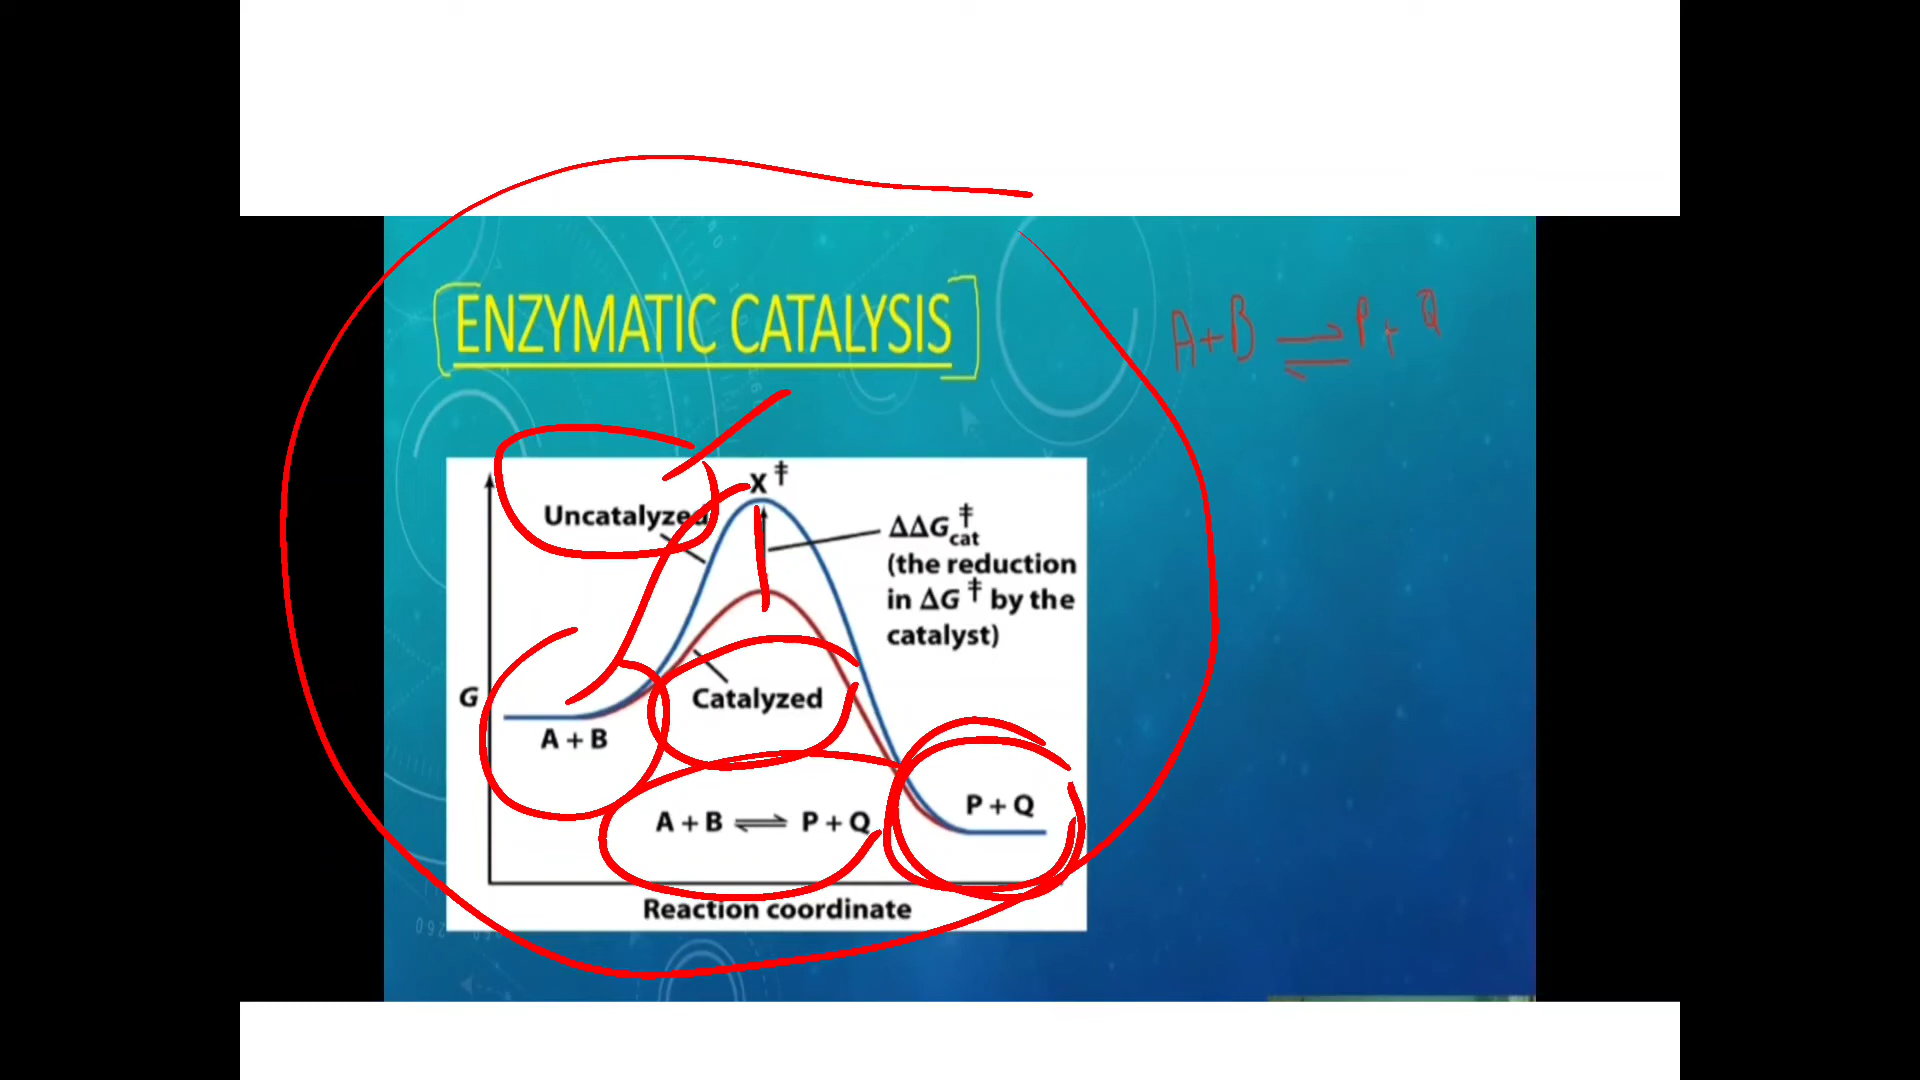 ENZYMATIC CATALYSIS
A+B ⇌ P+ Q
X ‡
Uncatalyzed
ΔΔG‡cat
(the reduction
in ΔG‡ by the
catalyst)
G
Catalyzed
A + B
P + Q
A + B ⇌ P + Q
Reaction coordinate